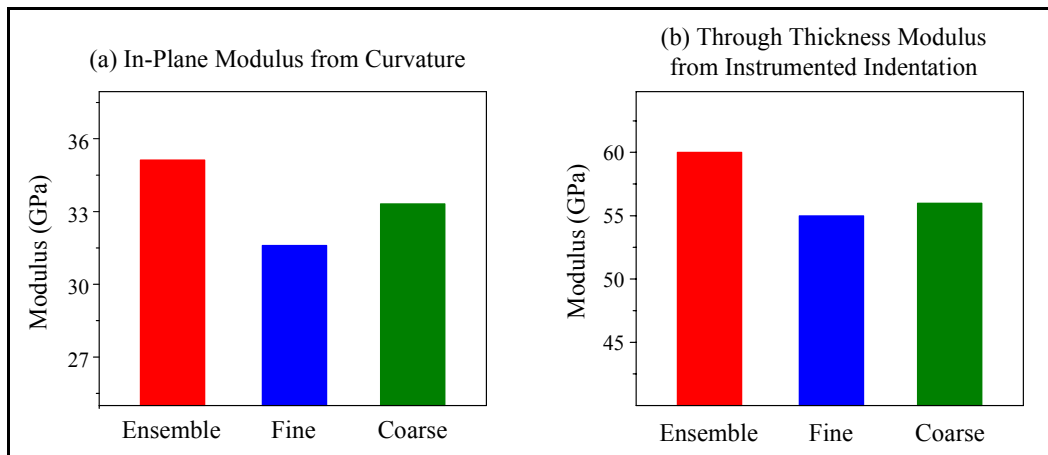 (a) In-Plane Modulus from Curvature
Modulus (GPa)
36
33
30
27
Ensemble Fine Coarse
(b) Through Thickness Modulus
from Instrumented Indentation
Modulus (GPa)
60
55
50
45
Ensemble Fine Coarse